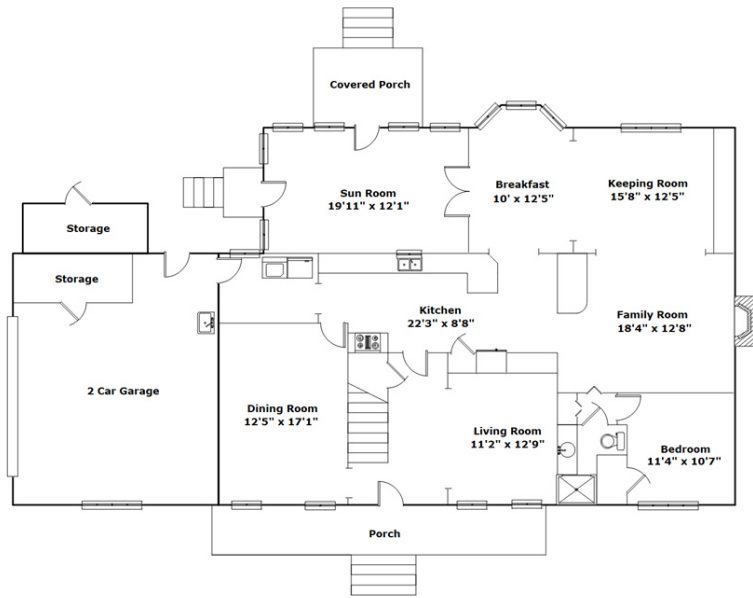 Covered Porch
Sun Room
19'11" x 12'1"
Breakfast
10' x 12'5"
Keeping Room
15'8" x 12'5"
Storage
Storage
Kitchen
22'3" x 8'8"
Family Room
18'4" x 12'8"
2 Car Garage
Dining Room
12'5" x 17'1"
Living Room
11'2" x 12'9"
Bedroom
11'4" x 10'7"
Porch